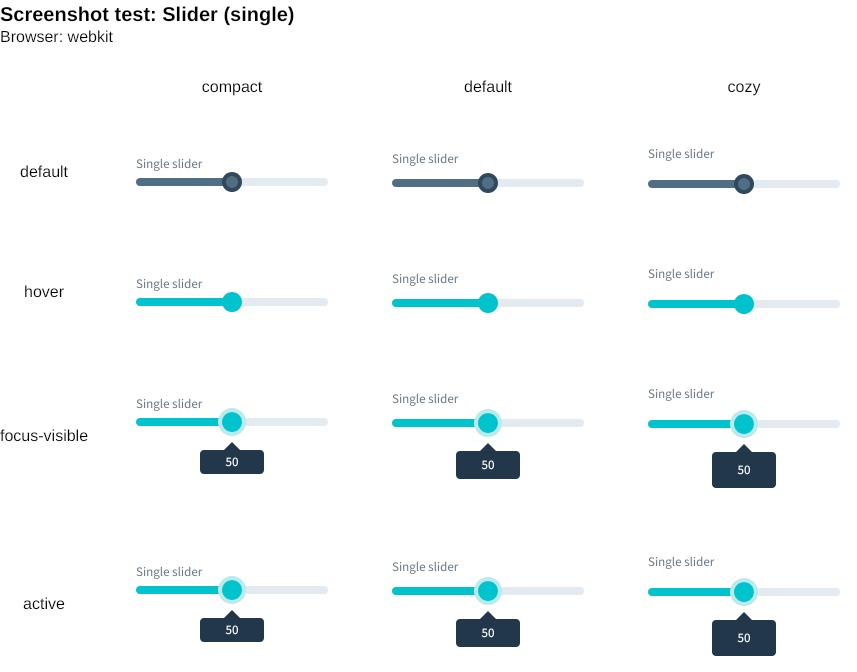 Screenshot test: Slider (single)
Browser: webkit
compact default cozy
default
Single slider Single slider Single slider
hover
Single slider Single slider Single slider
focus-visible
Single slider Single slider Single slider
50 50 50
active
Single slider Single slider Single slider
50 50 50